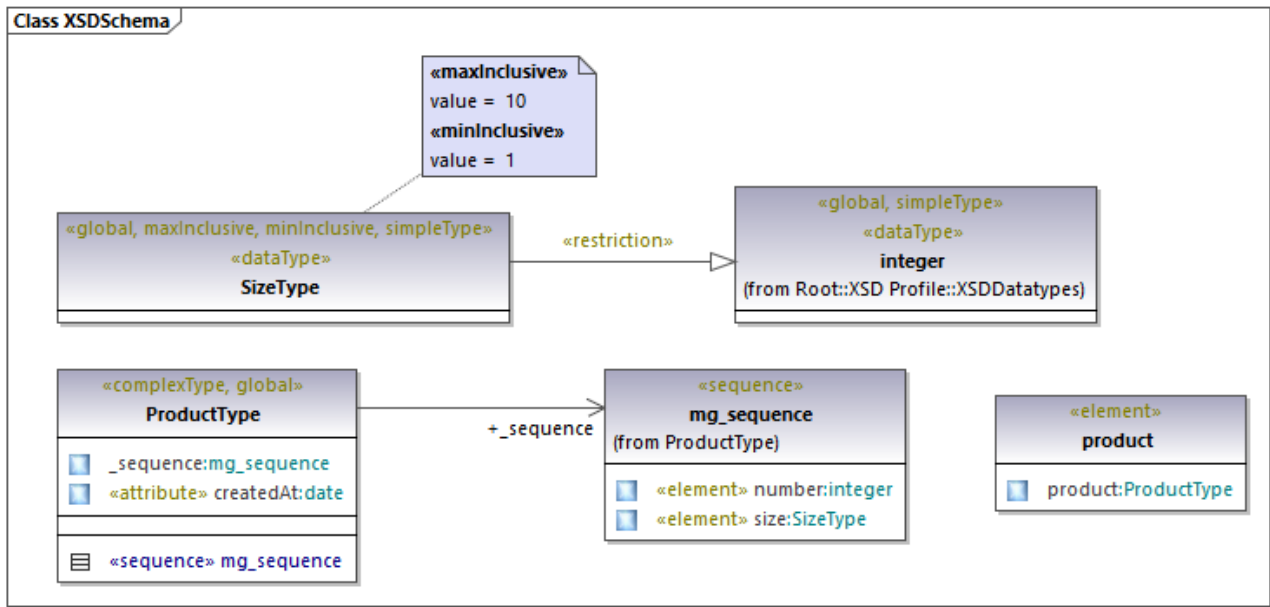 Class XSDSchema
«maxInclusive»
value = 10
«minInclusive»
value = 1
«global, maxInclusive, minInclusive, simpleType»
«dataType»
SizeType
«restriction»
«global, simpleType»
«dataType»
integer
(from Root::XSD Profile::XSDDatatypes)
«complexType, global»
ProductType
_sequence:mg_sequence
«attribute» createdAt:date
«sequence» mg_sequence
+_sequence
«sequence»
mg_sequence
(from ProductType)
«element» number:integer
«element» size:SizeType
«element»
product
product:ProductType